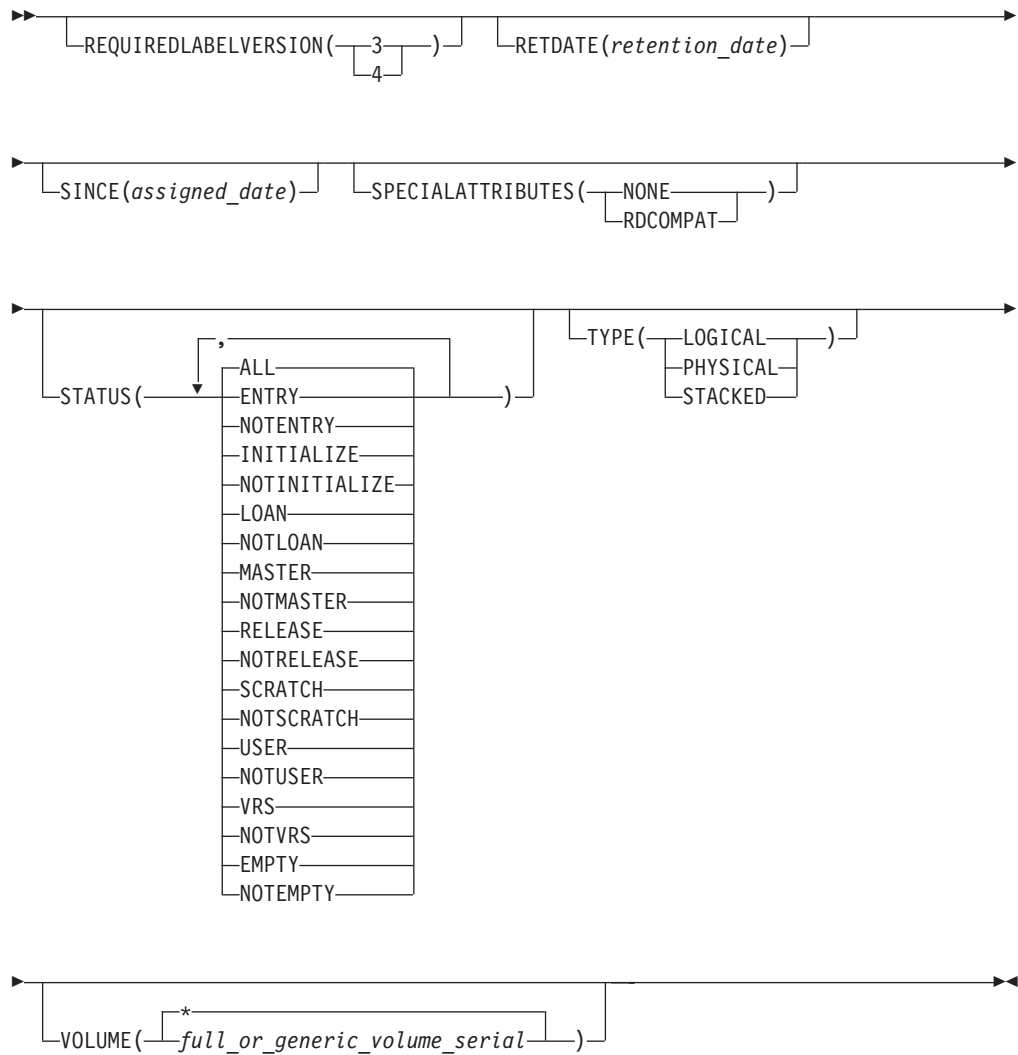 REQUIREDLABELVERSION( 3 ) RETDATE(retention_date)
4
SINCE(assigned_date) SPECIALATTRIBUTES( NONE )
RDCOMPAT
, TYPE( LOGICAL )
ALL PHYSICAL
STATUS( ENTRY ) STACKED
NOTENTRY
INITIALIZE
NOTINITIALIZE
LOAN
NOTLOAN
MASTER
NOTMASTER
RELEASE
NOTRELEASE
SCRATCH
NOTSCRATCH
USER
NOTUSER
VRS
NOTVRS
EMPTY
NOTEMPTY
*
VOLUME( full_or_generic_volume_serial )